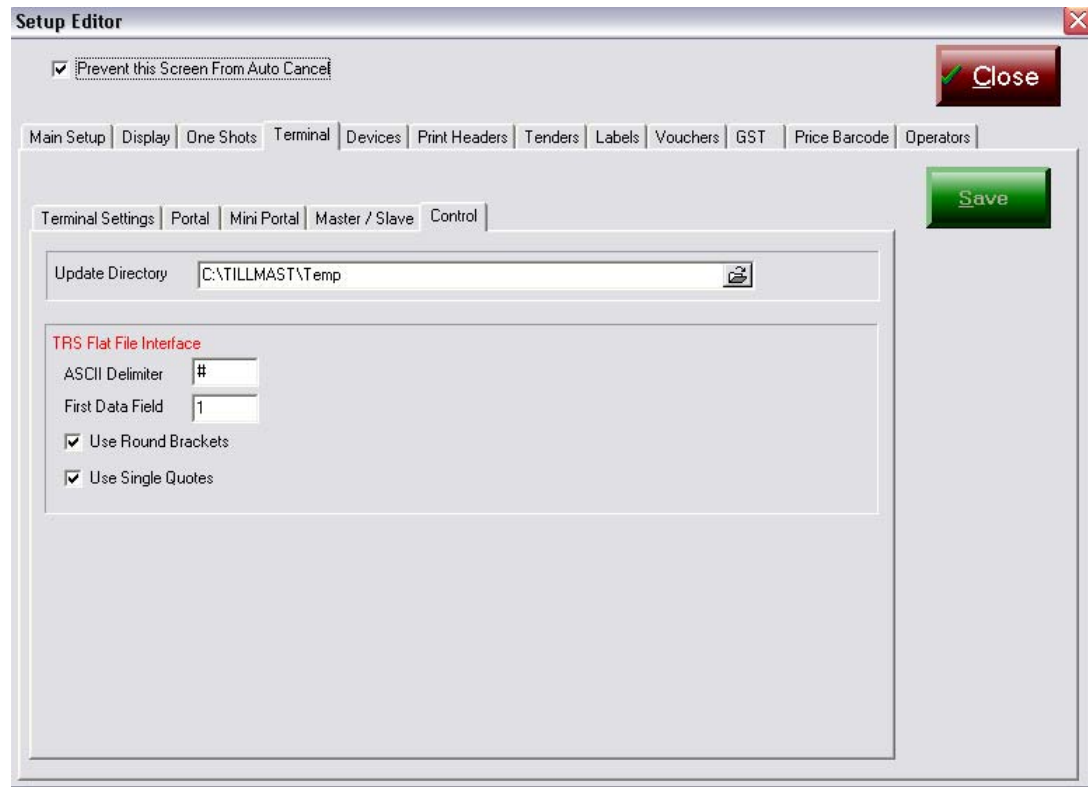 Setup Editor
Prevent this Screen From Auto Cancel
Close
Main Setup Display One Shots Terminal Devices Print Headers Tenders Labels Vouchers GST Price Barcode Operators
Save
Terminal Settings Portal Mini Portal Master / Slave Control
Update Directory C:\TILLMAST\Temp
TRS Flat File Interface
ASCII Delimiter #
First Data Field 1
Use Round Brackets
Use Single Quotes